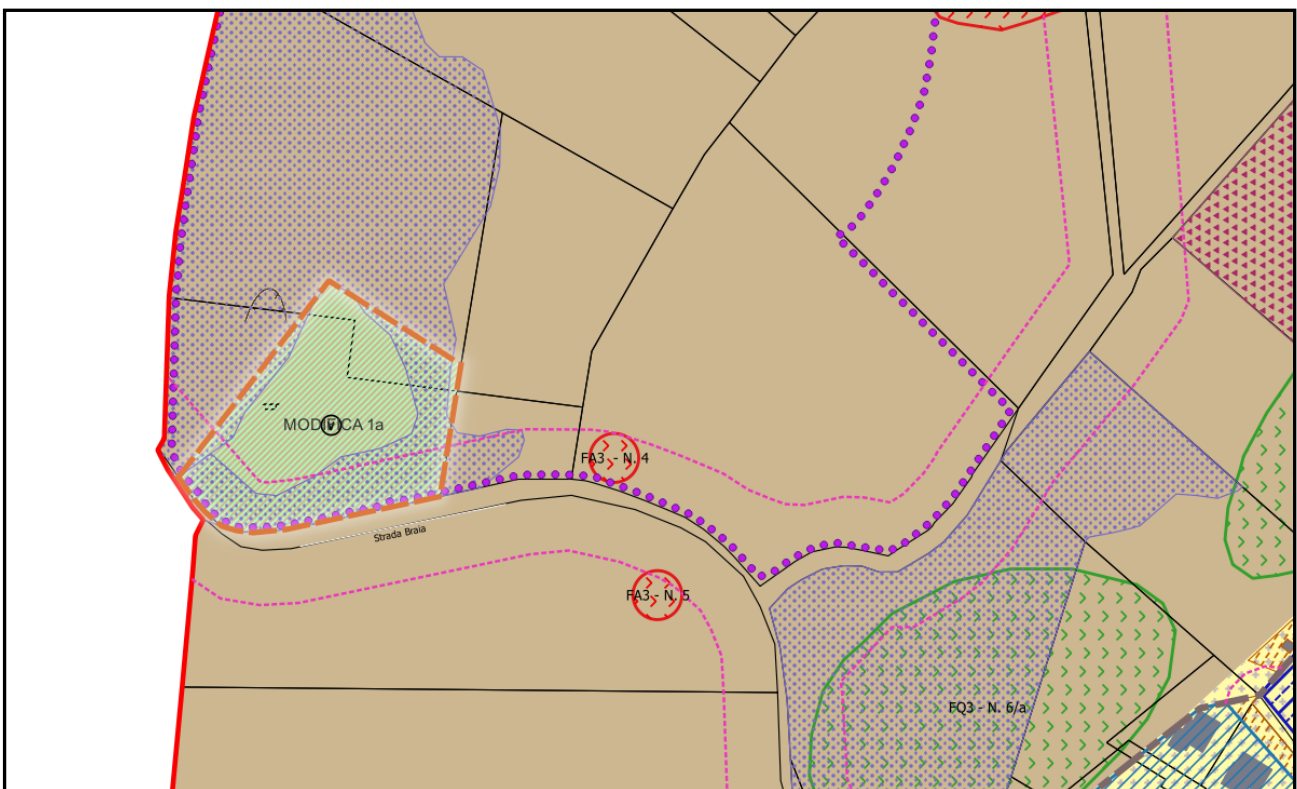 MODIFICA 1a
v
FA3 - N. 4
Strada Braia
FA3 - N. 5
FQ3 - N. 6/a